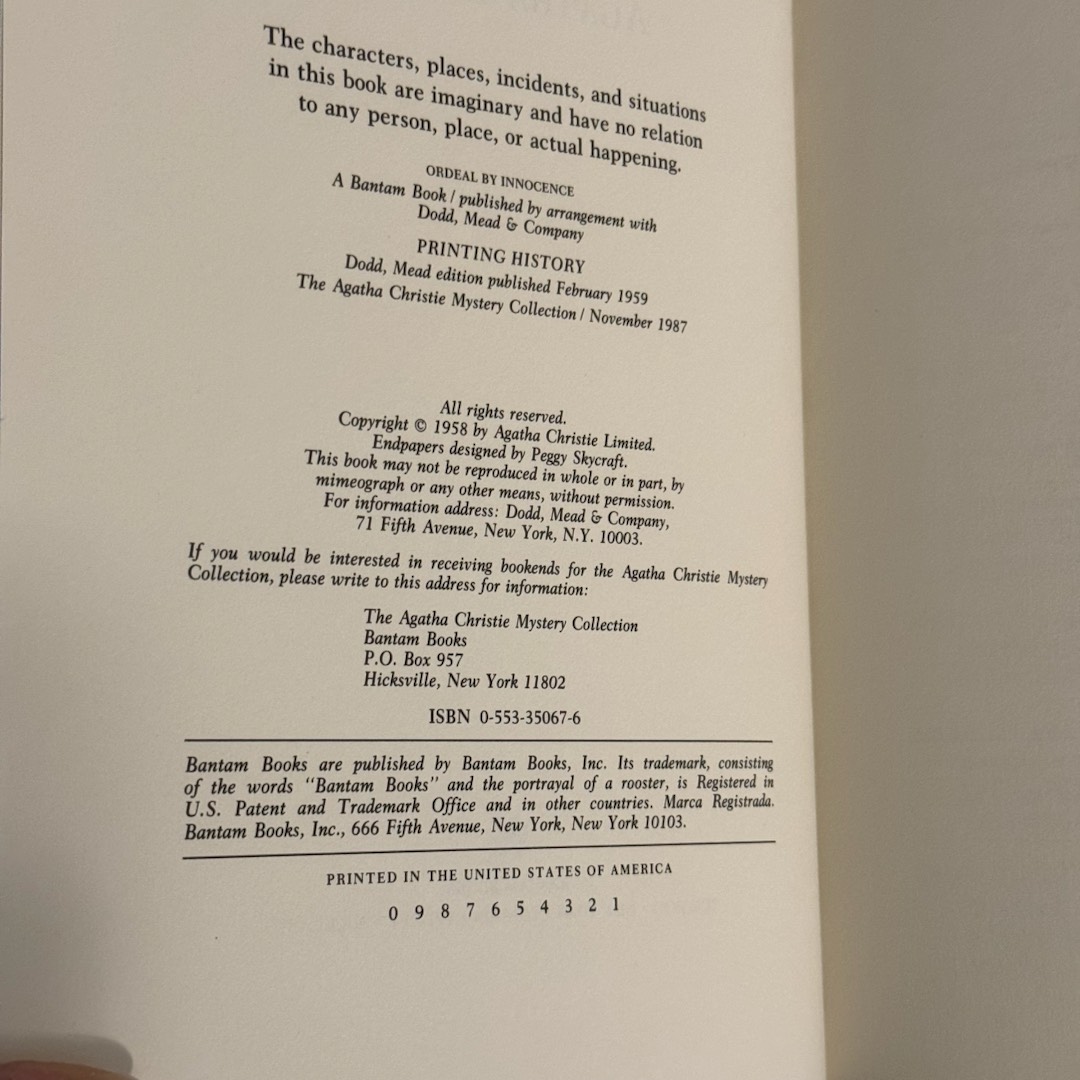 The characters, places, incidents, and situations
in this book are imaginary and have no relation
to any person, place, or actual happening.
ORDEAL BY INNOCENCE
A Bantam Book / published by arrangement with
Dodd, Mead & Company
PRINTING HISTORY
Dodd, Mead edition published February 1959
The Agatha Christie Mystery Collection / November 1987
All rights reserved.
Copyright © 1958 by Agatha Christie Limited.
Endpapers designed by Peggy Skycraft.
This book may not be reproduced in whole or in part, by
mimeograph or any other means, without permission.
For information address: Dodd, Mead & Company,
71 Fifth Avenue, New York, N.Y. 10003.
If you would be interested in receiving bookends for the Agatha Christie Mystery
Collection, please write to this address for information:
The Agatha Christie Mystery Collection
Bantam Books
P.O. Box 957
Hicksville, New York 11802
ISBN 0-553-35067-6
Bantam Books are published by Bantam Books, Inc. Its trademark, consisting
of the words "Bantam Books" and the portrayal of a rooster, is Registered in
U.S. Patent and Trademark Office and in other countries. Marca Registrada.
Bantam Books, Inc., 666 Fifth Avenue, New York, New York 10103.
PRINTED IN THE UNITED STATES OF AMERICA
0 9 8 7 6 5 4 3 2 1